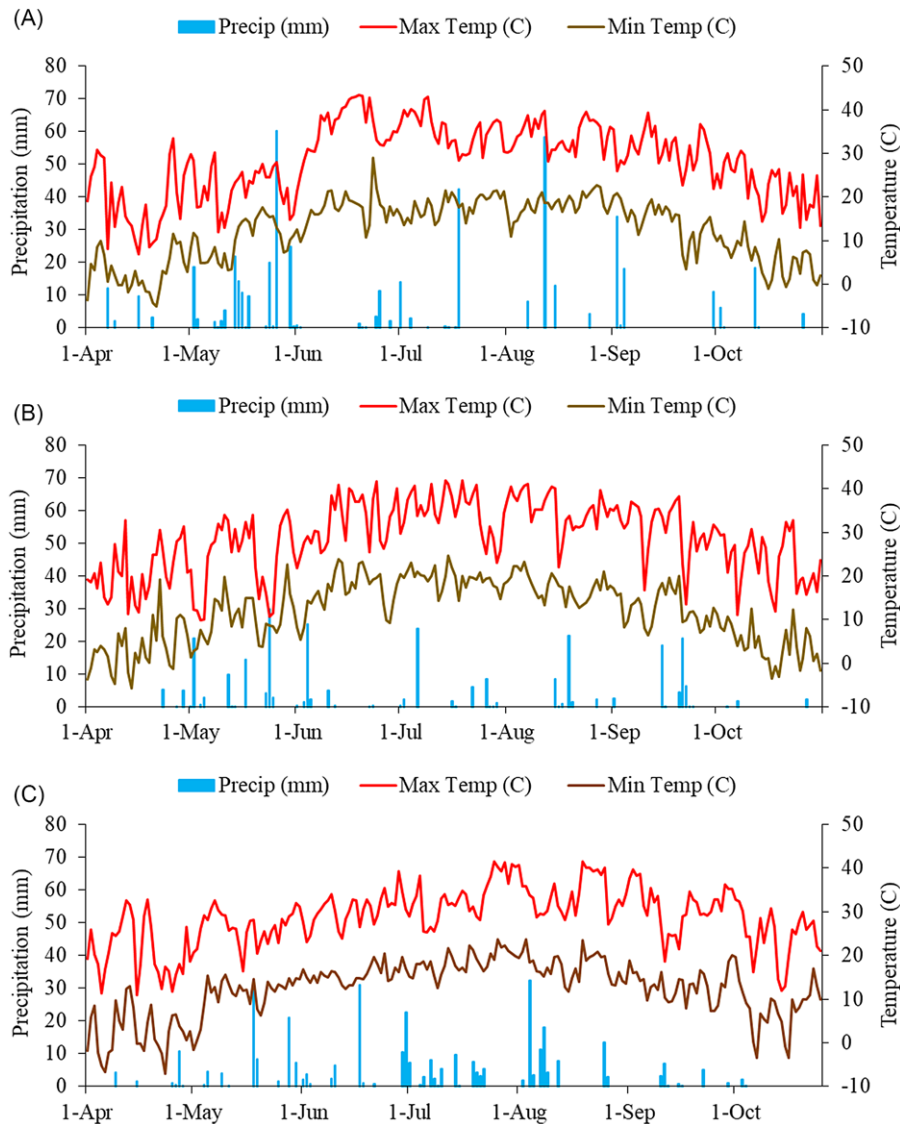 (A)
Precip (mm) Max Temp (C) Min Temp (C)
80 50
70 40
60
50 30
40 20
30 10
20 0
10
0 -10
Precipitation (mm)
Temperature (C)
1-Apr 1-May 1-Jun 1-Jul 1-Aug 1-Sep 1-Oct
(B)
Precip (mm) Max Temp (C) Min Temp (C)
80 50
70 40
60
50 30
40 20
30 10
20 0
10
0 -10
Precipitation (mm)
Temperature (C)
1-Apr 1-May 1-Jun 1-Jul 1-Aug 1-Sep 1-Oct
(C)
Precip (mm) Max Temp (C) Min Temp (C)
80 50
70 40
60
50 30
40 20
30 10
20 0
10
0 -10
Precipitation (mm)
Temperature (C)
1-Apr 1-May 1-Jun 1-Jul 1-Aug 1-Sep 1-Oct